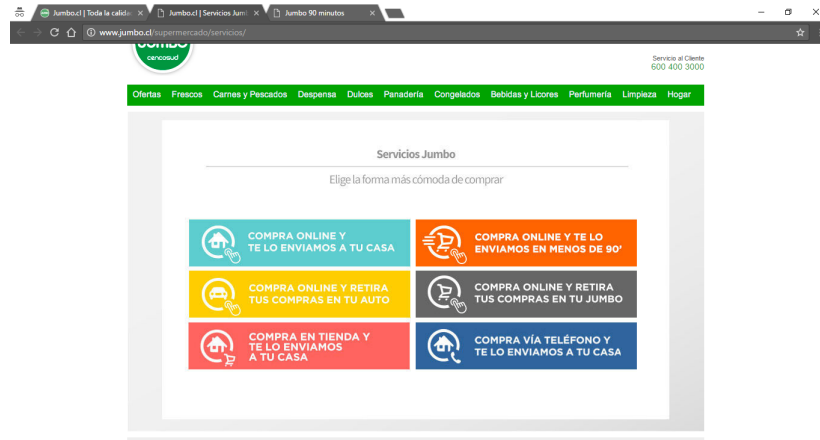 Jumbo.cl | Toda la calida
Jumbo.cl | Servicios Jum
Jumbo 90 minutos
www.jumbo.cl/supermercado/servicios/
JUMBO
cencosud
Servicio al Cliente
600 400 3000
Ofertas Frescos Carnes y Pescados Despensa Dulces Panadería Congelados Bebidas y Licores Perfumería Limpieza Hogar
Servicios Jumbo
Elige la forma más cómoda de comprar
COMPRA ONLINE Y
TE LO ENVIAMOS A TU CASA
COMPRA ONLINE Y TE LO
ENVIAMOS EN MENOS DE 90'
COMPRA ONLINE Y RETIRA
TUS COMPRAS EN TU AUTO
COMPRA ONLINE Y RETIRA
TUS COMPRAS EN TU JUMBO
COMPRA EN TIENDA Y
TE LO ENVIAMOS
A TU CASA
COMPRA VÍA TELÉFONO Y
TE LO ENVIAMOS A TU CASA